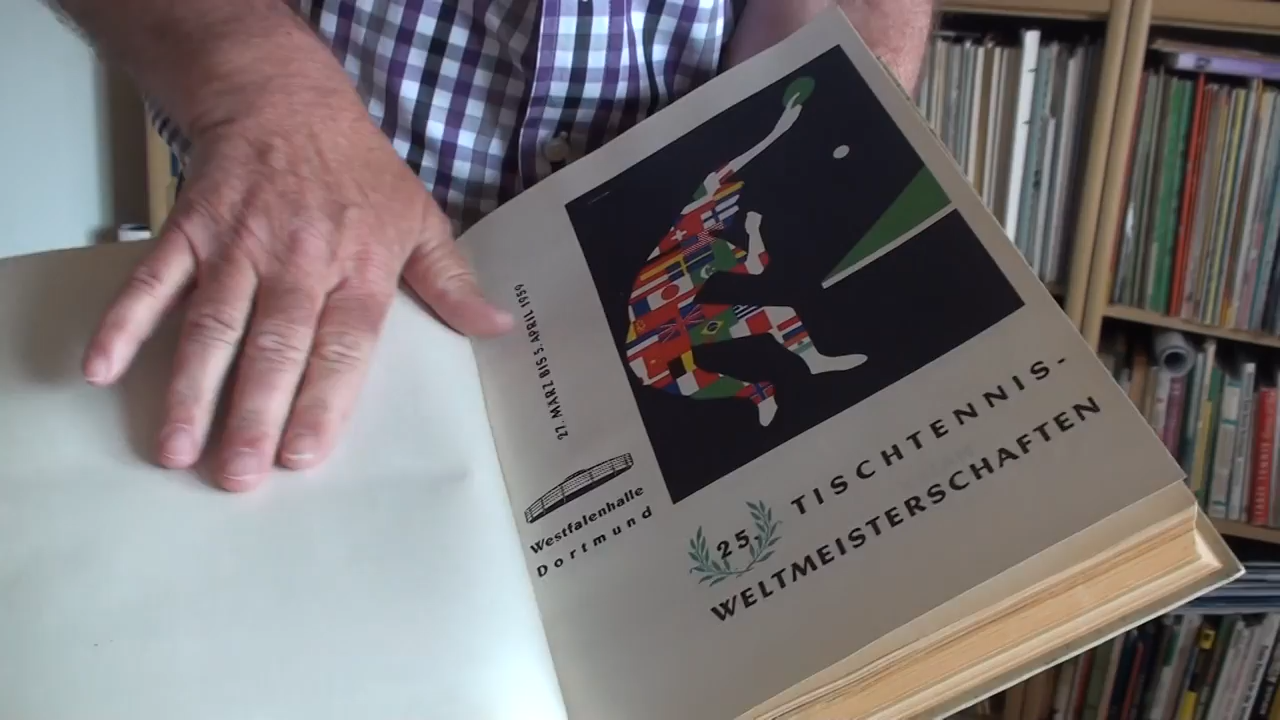 27. MÄRZ BIS 5. APRIL 1959
Westfalenhalle
Dortmund
25.
TISCHTENNIS-
WELTMEISTERSCHAFTEN